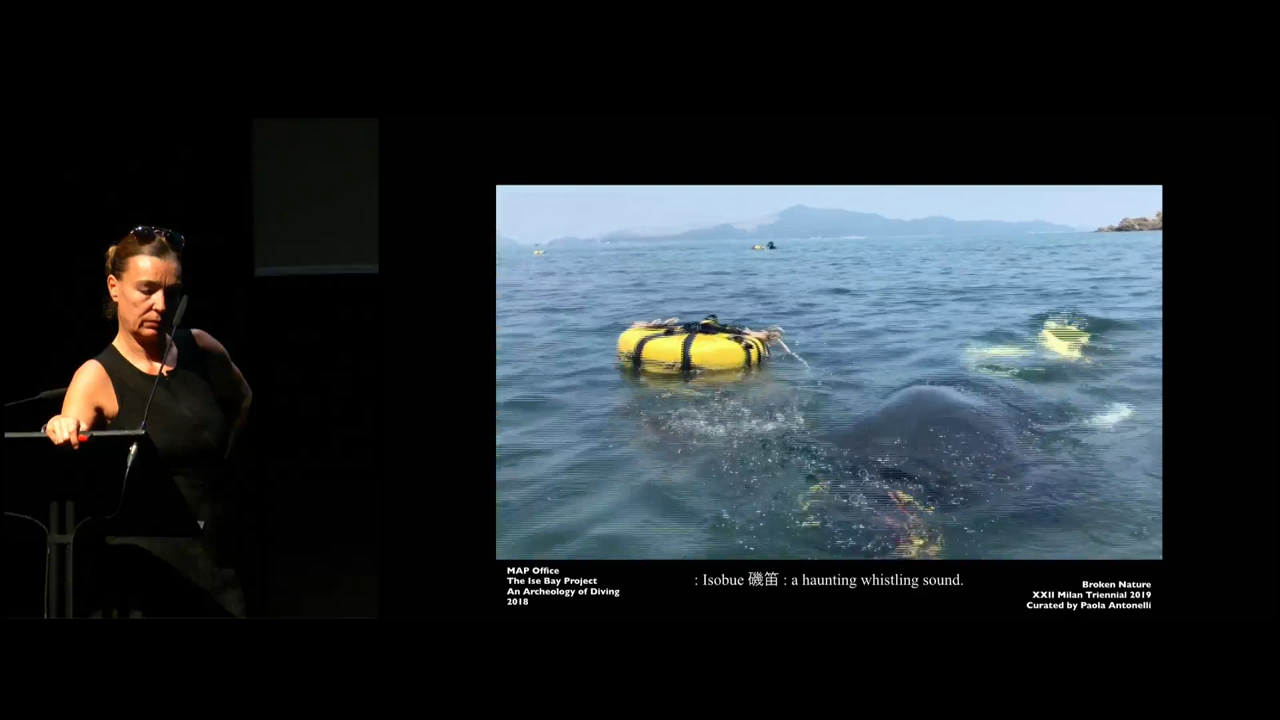 : Isobue 磯笛 : a haunting whistling sound.
MAP Office
The Ise Bay Project
An Archeology of Diving
2018
Broken Nature
XXII Milan Triennial 2019
Curated by Paola Antonelli